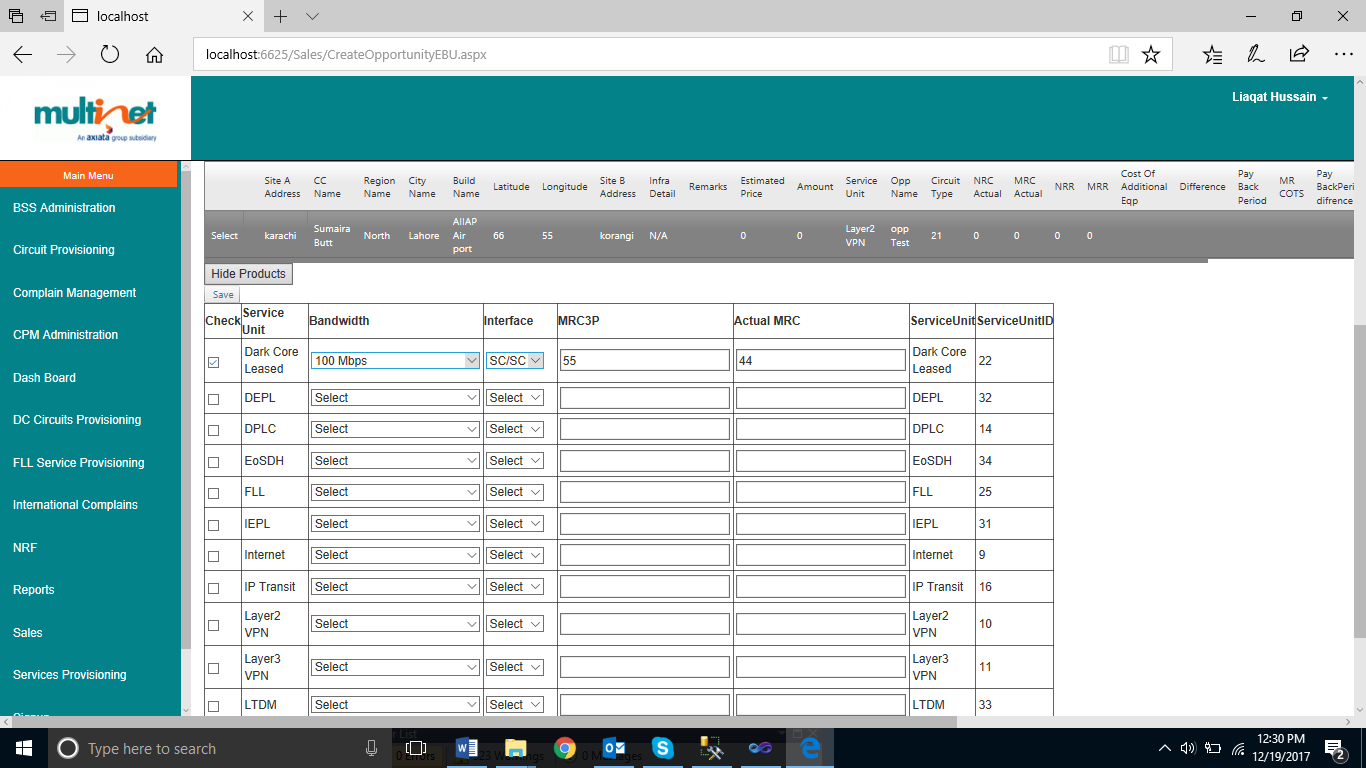 localhost
localhost:6625/Sales/CreateOpportunityEBU.aspx
multinet
An axiata group subsidiary
Liaqat Hussain
Main Menu
BSS Administration
Circuit Provisioning
Complain Management
CPM Administration
Dash Board
DC Circuits Provisioning
FLL Service Provisioning
International Complains
NRF
Reports
Sales
Services Provisioning
Site A Address CC Name Region Name City Name Build Name Latitude Longitude Site B Address Infra Detail Remarks Estimated Price Amount Service Unit Opp Name Circuit Type NRC Actual MRC Actual NRR MRR Cost Of Additional Eqp Difference Pay Back Period MR COTS Pay BackPeri difrence
Select karachi Sumaira Butt North Lahore AIIAP Air port 66 55 korangi N/A 0 0 Layer2 VPN opp Test 21 0 0 0 0
Hide Products
Save
Check Service Unit Bandwidth Interface MRC3P Actual MRC ServiceUnit ServiceUnitID
Dark Core Leased 100 Mbps SC/SC 55 44 Dark Core Leased 22
DEPL Select Select DEPL 32
DPLC Select Select DPLC 14
EoSDH Select Select EoSDH 34
FLL Select Select FLL 25
IEPL Select Select IEPL 31
Internet Select Select Internet 9
IP Transit Select Select IP Transit 16
Layer2 VPN Select Select Layer2 VPN 10
Layer3 VPN Select Select Layer3 VPN 11
LTDM Select Select LTDM 33
Type here to search
0 Errors
12:30 PM
12/19/2017
2